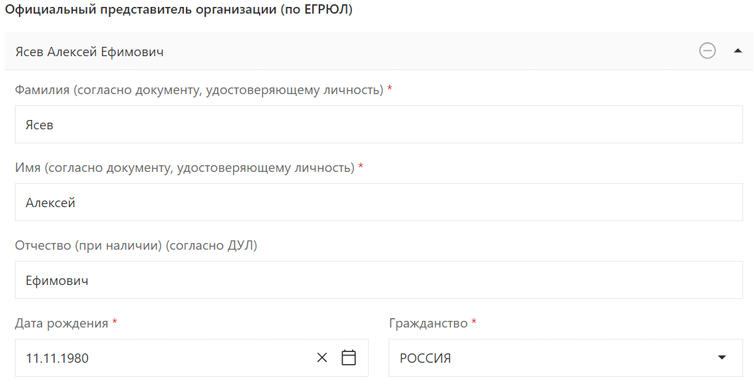 Официальный представитель организации (по ЕГРЮЛ)
Ясев Алексей Ефимович
Фамилия (согласно документу, удостоверяющему личность) *
Ясев
Имя (согласно документу, удостоверяющему личность) *
Алексей
Отчество (при наличии) (согласно ДУЛ)
Ефимович
Дата рождения * Гражданство *
11.11.1980 РОССИЯ